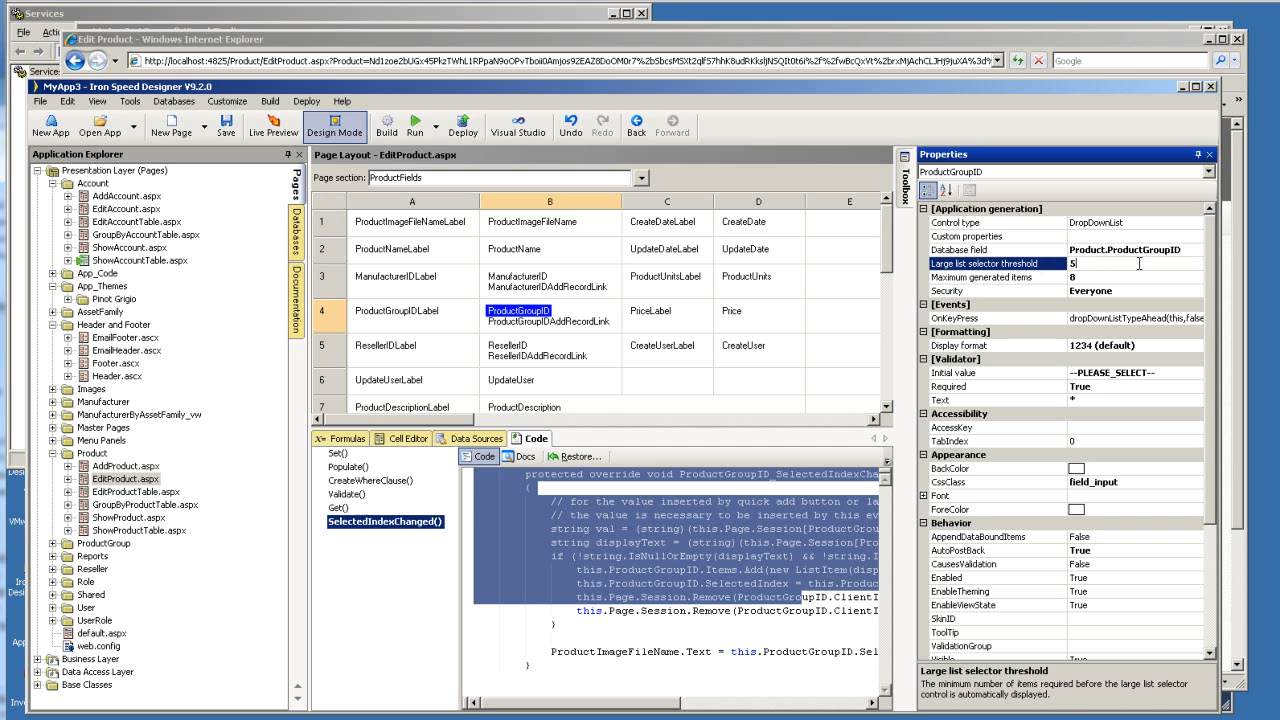 Services
File
Edit Product - Windows Internet Explorer
http://localhost:4825/Product/EditProduct.aspx?Product=
Google
Services
MyApp3 - Iron Speed Designer V9.2.0
File Edit View Tools Databases Customize Build Deploy Help
New App Open App New Page Save Live Preview Design Mode Build Run Deploy Visual Studio Undo Redo Back Forward
Application Explorer
Presentation Layer (Pages)
Account
AddAccount.aspx
EditAccount.aspx
EditAccountTable.aspx
GroupByAccountTable.aspx
ShowAccount.aspx
ShowAccountTable.aspx
App_Code
App_Themes
Pinot Grigio
AssetFamily
Header and Footer
EmailFooter.ascx
EmailHeader.ascx
Footer.ascx
Header.ascx
Images
Manufacturer
ManufacturerByAssetFamily_vw
Master Pages
Menu Panels
Product
AddProduct.aspx
EditProduct.aspx
EditProductTable.aspx
GroupByProductTable.aspx
ShowProduct.aspx
ShowProductTable.aspx
ProductGroup
Reports
Reseller
Role
Shared
User
UserRole
default.aspx
web.config
Business Layer
Data Access Layer
Base Classes
Pages
Databases
Documentation
Page Layout - EditProduct.aspx
Page section: ProductFields
A B C D E
1 ProductImageFileNameLabel ProductImageFileName CreateDateLabel CreateDate
2 ProductNameLabel ProductName UpdateDateLabel UpdateDate
3 ManufacturerIDLabel ManufacturerID ProductUnitsLabel ProductUnits
ManufacturerIDAddRecordLink
4 ProductGroupIDLabel ProductGroupID PriceLabel Price
ProductGroupIDAddRecordLink
5 ResellerIDLabel ResellerID CreateUserLabel CreateUser
ResellerIDAddRecordLink
6 UpdateUserLabel UpdateUser
7 ProductDescriptionLabel ProductDescription
Formulas Cell Editor Data Sources Code
Set()
Populate()
CreateWhereClause()
Validate()
Get()
SelectedIndexChanged()
Code Docs Restore...
protected override void ProductGroupID_SelectedIndexCha
{
// for the value inserted by quick add button or la
// the value is necessary to be inserted by this ev
string val = (string)(this.Page.Session[ProductGro
string displayText = (string)(this.Page.Session[Pro
if (!string.IsNullOrEmpty(displayText) && !string.I
this.ProductGroupID.Items.Add(new ListItem(disp
this.ProductGroupID.SelectedIndex = this.Produc
this.Page.Session.Remove(ProductGroupID.ClientI
this.Page.Session.Remove(ProductGroupID.ClientI
}
ProductImageFileName.Text = this.ProductGroupID.Sel
}
Toolbox
Properties
ProductGroupID
[Application generation]
Control type DropDownList
Custom properties
Database field Product.ProductGroupID
Large list selector threshold 5
Maximum generated items 8
Security Everyone
[Events]
OnKeyPress dropDownListTypeAhead(this,false
[Formatting]
Display format 1234 (default)
[Validator]
Initial value --PLEASE_SELECT--
Required True
Text *
Accessibility
AccessKey
TabIndex 0
Appearance
BackColor
CssClass field_input
Font
ForeColor
Behavior
AppendDataBoundItems False
AutoPostBack True
CausesValidation False
Enabled True
EnableTheming True
EnableViewState True
SkinID
ToolTip
ValidationGroup
Visible True
Large list selector threshold
The minimum number of items required before the large list selector
control is automatically displayed.